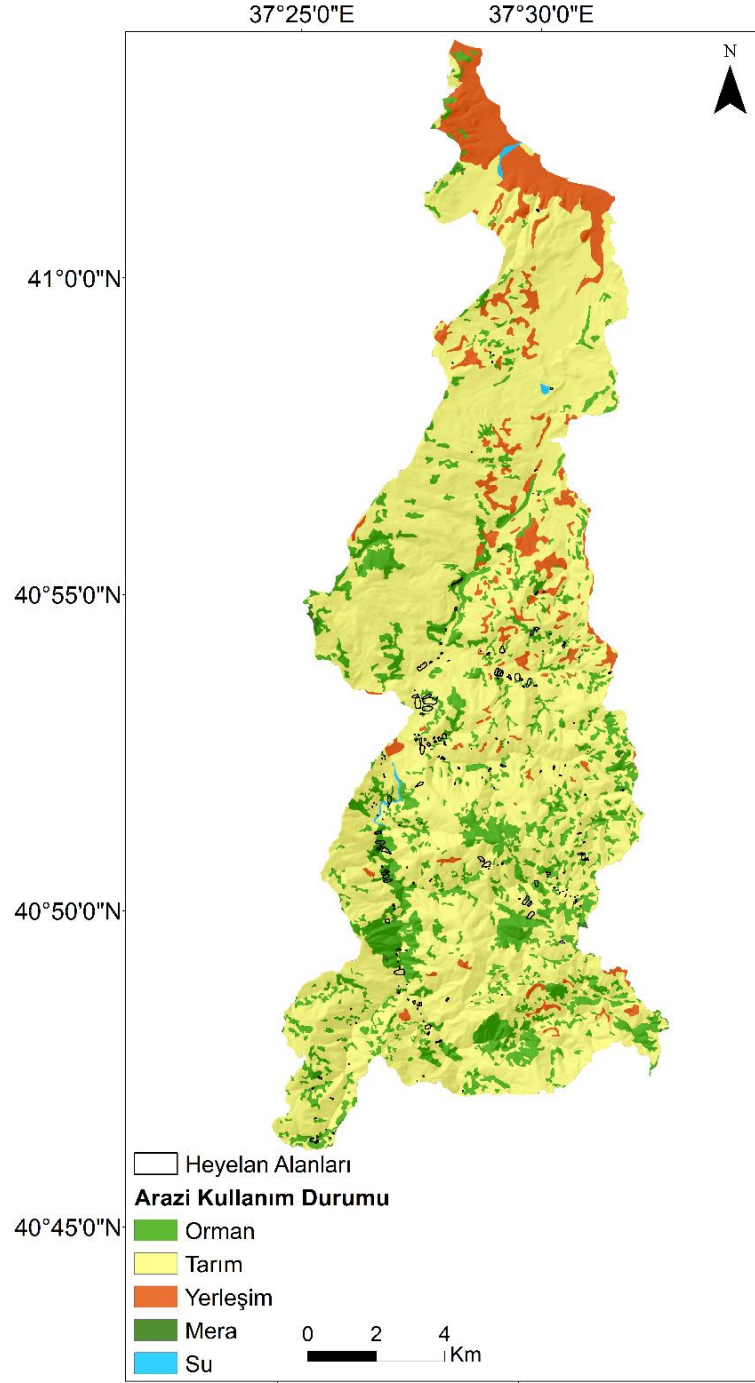 37°25'0"E 37°30'0"E
N
41°0'0"N
40°55'0"N
40°50'0"N
40°45'0"N
Heyelan Alanları
Arazi Kullanım Durumu
Orman
Tarım
Yerleşim
Mera
Su
0 2 4
Km